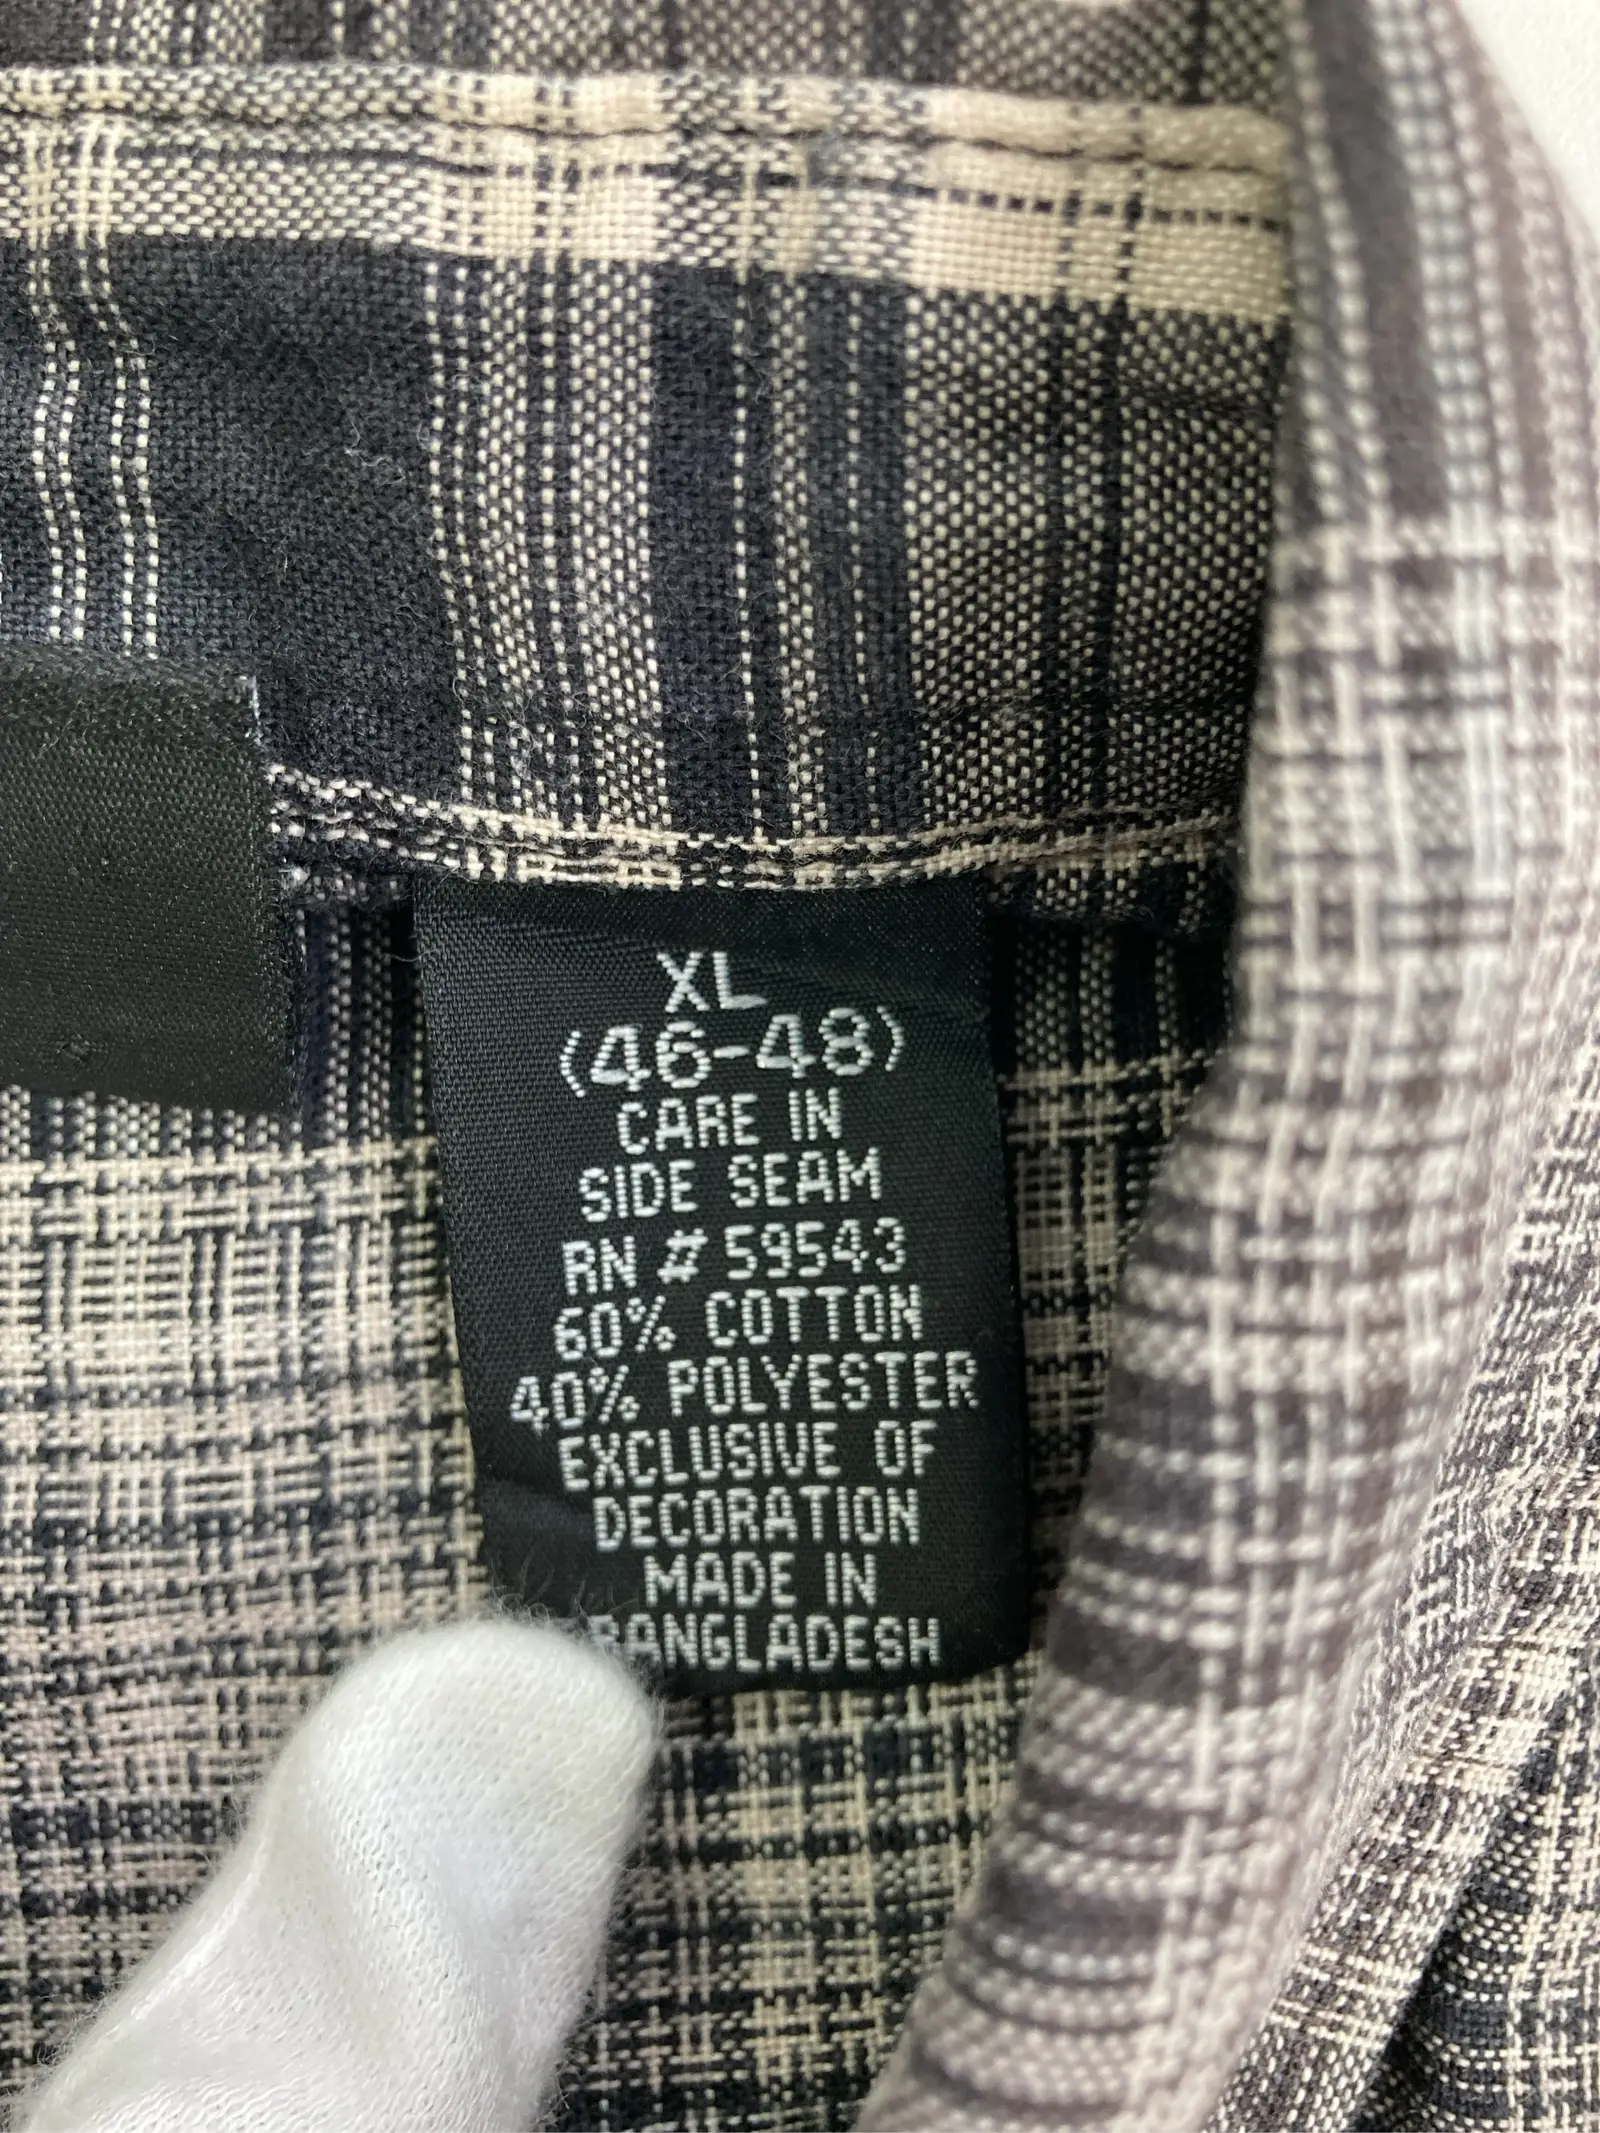 XL
(46-48)
CARE IN
SIDE SEAM
RN # 59543
60% COTTON
40% POLYESTER
EXCLUSIVE OF
DECORATION
MADE IN
BANGLADESH